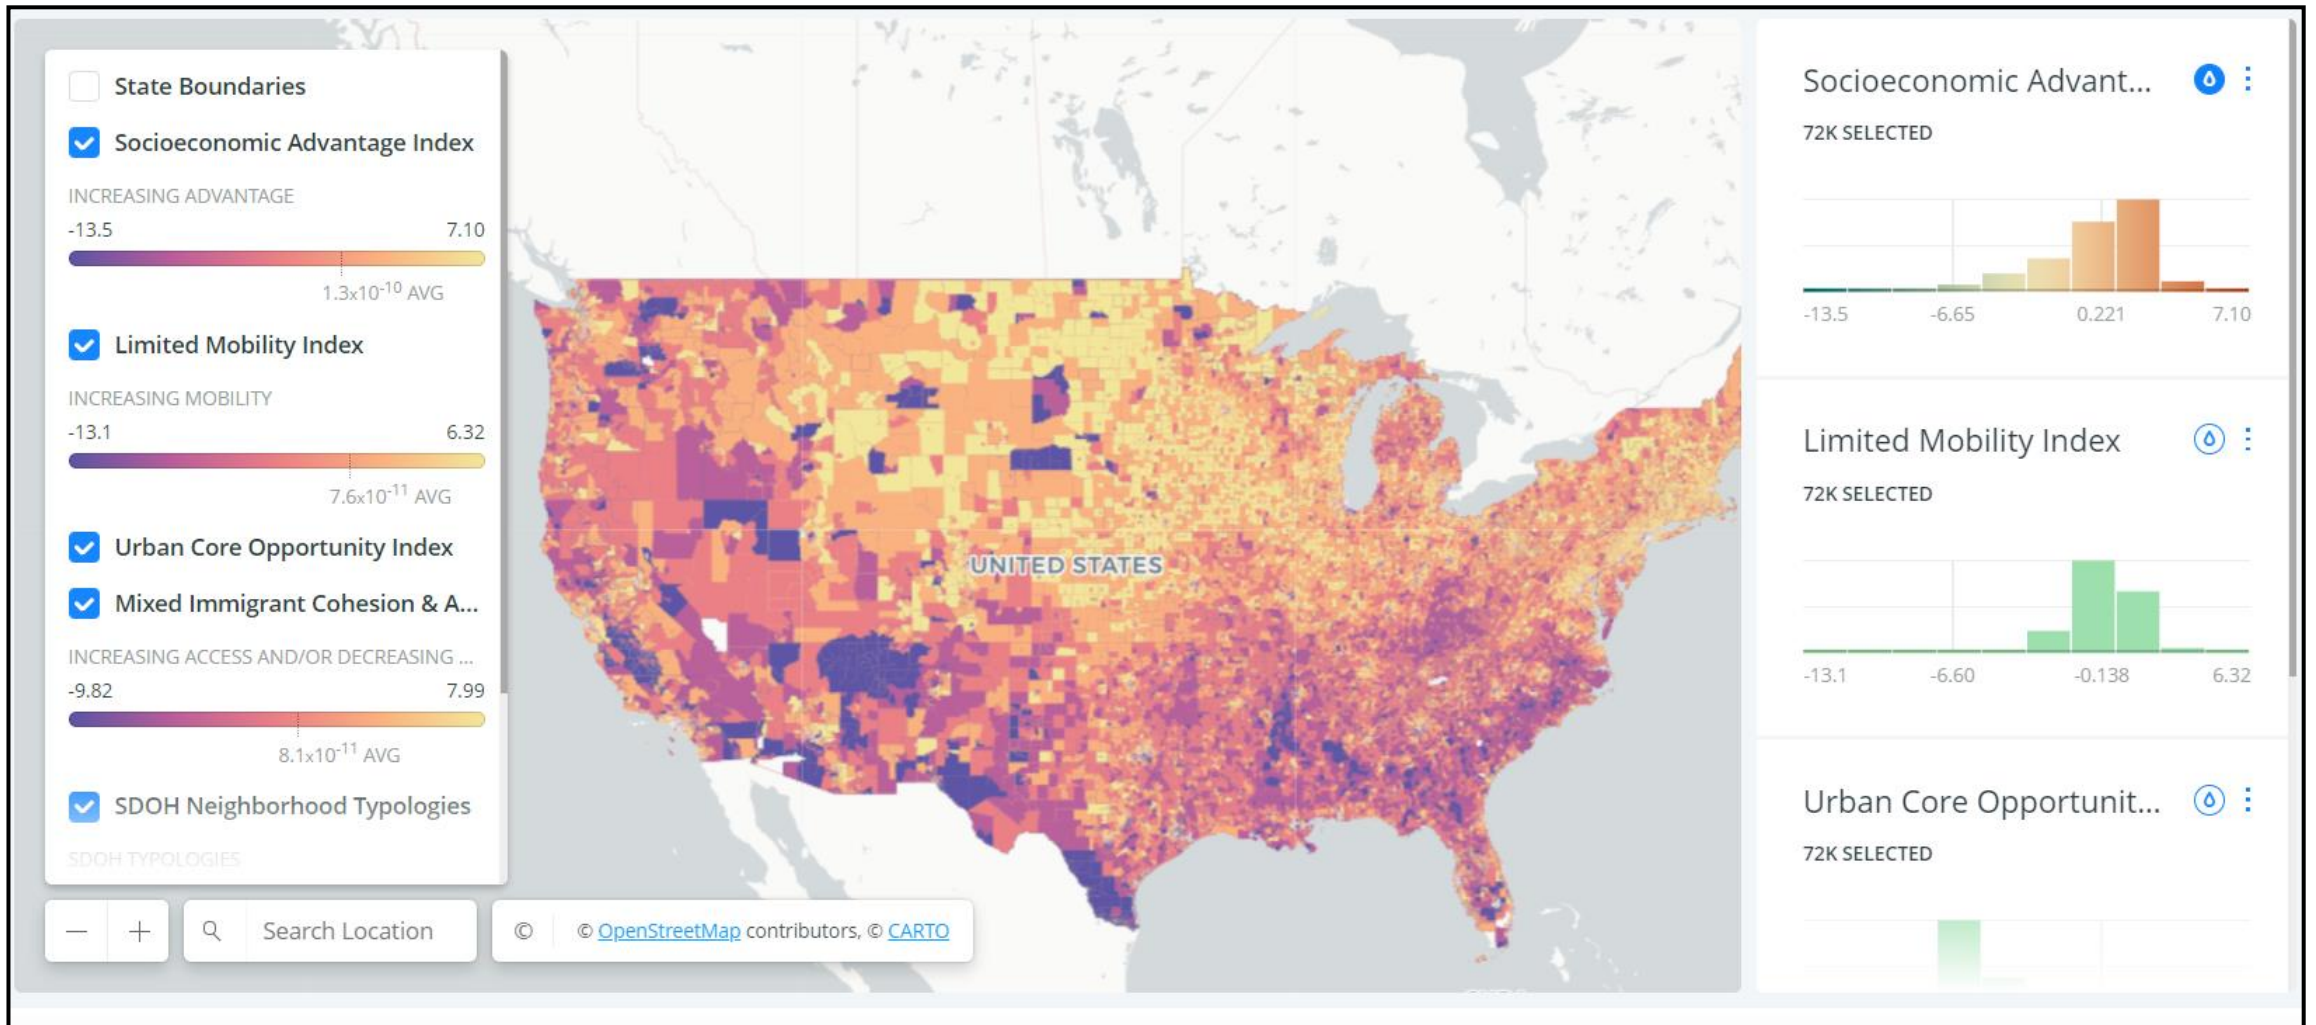 State Boundaries
Socioeconomic Advantage Index
INCREASING ADVANTAGE
-13.5 7.10
1.3x10-10 AVG
Limited Mobility Index
INCREASING MOBILITY
-13.1 6.32
7.6x10-11 AVG
Urban Core Opportunity Index
Mixed Immigrant Cohesion & A...
INCREASING ACCESS AND/OR DECREASING ...
-9.82 7.99
8.1x10-11 AVG
SDOH Neighborhood Typologies
SDOH TYPOLOGIES
Search Location
© © OpenStreetMap contributors, © CARTO
UNITED STATES
Socioeconomic Advant...
72K SELECTED
-13.5 -6.65 0.221 7.10
Limited Mobility Index
72K SELECTED
-13.1 -6.60 -0.138 6.32
Urban Core Opportunit...
72K SELECTED